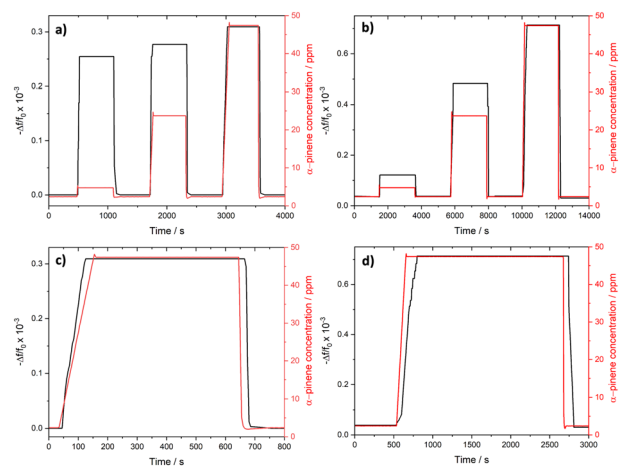 a)
-Δf/f₀ x 10⁻³
0.3
0.2
0.1
0.0
0 1000 2000 3000 4000
Time / s
50
40
30
20
10
0
α-pinene concentration / ppm
b)
-Δf/f₀ x 10⁻³
0.6
0.4
0.2
0.0
0 2000 4000 6000 8000 10000 12000 14000
Time / s
50
40
30
20
10
0
α-pinene concentration / ppm
c)
-Δf/f₀ x 10⁻³
0.3
0.2
0.1
0.0
0 100 200 300 400 500 600 700 800
Time / s
50
40
30
20
10
0
α-pinene concentration / ppm
d)
-Δf/f₀ x 10⁻³
0.6
0.4
0.2
0.0
0 500 1000 1500 2000 2500 3000
Time / s
50
40
30
20
10
0
α-pinene concentration / ppm